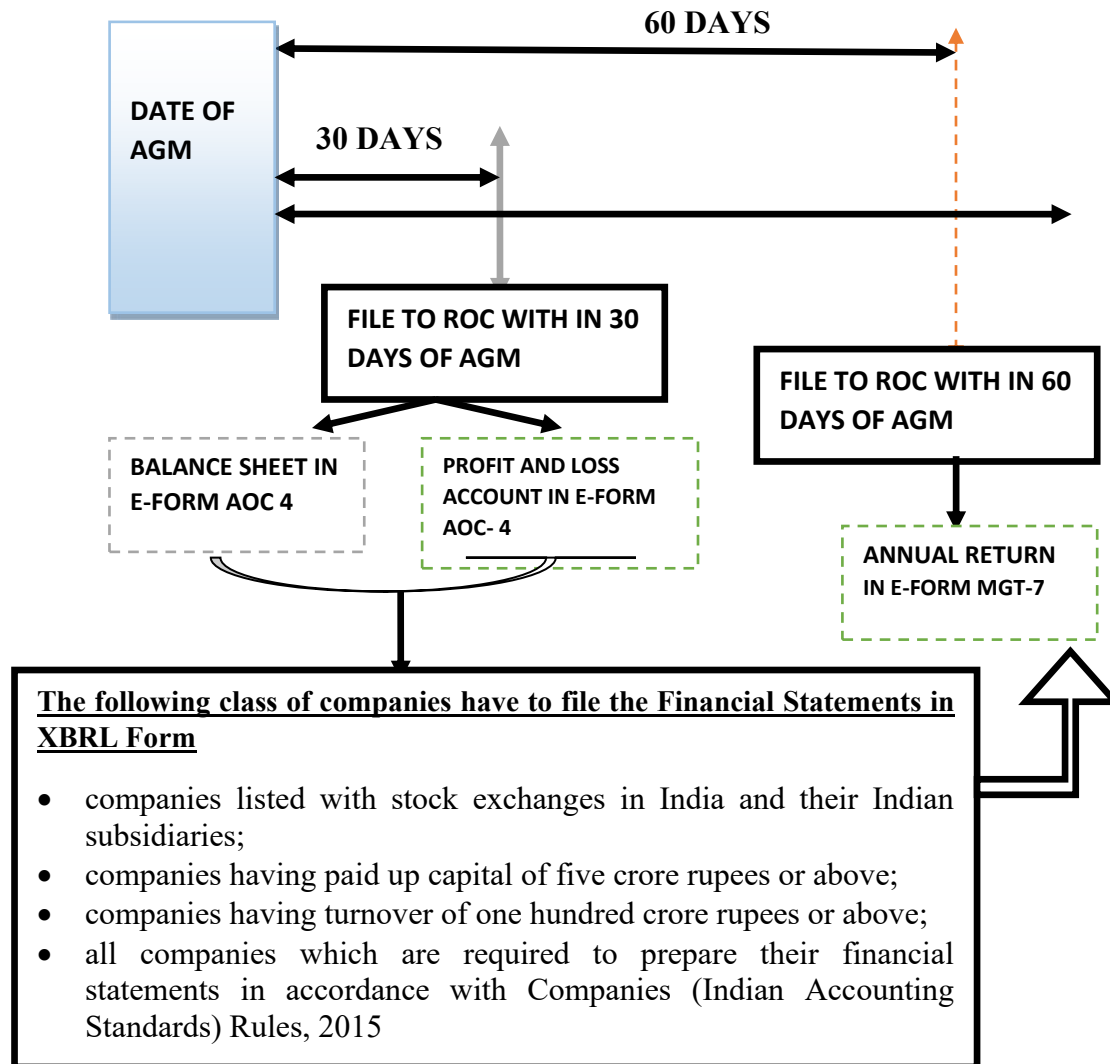 60 DAYS
DATE OF
AGM
30 DAYS
FILE TO ROC WITH IN 30
DAYS OF AGM
FILE TO ROC WITH IN 60
DAYS OF AGM
BALANCE SHEET IN
E-FORM AOC 4
PROFIT AND LOSS
ACCOUNT IN E-FORM
AOC- 4
ANNUAL RETURN
IN E-FORM MGT-7
The following class of companies have to file the Financial Statements in
XBRL Form
• companies listed with stock exchanges in India and their Indian
subsidiaries;
• companies having paid up capital of five crore rupees or above;
• companies having turnover of one hundred crore rupees or above;
• all companies which are required to prepare their financial
statements in accordance with Companies (Indian Accounting
Standards) Rules, 2015